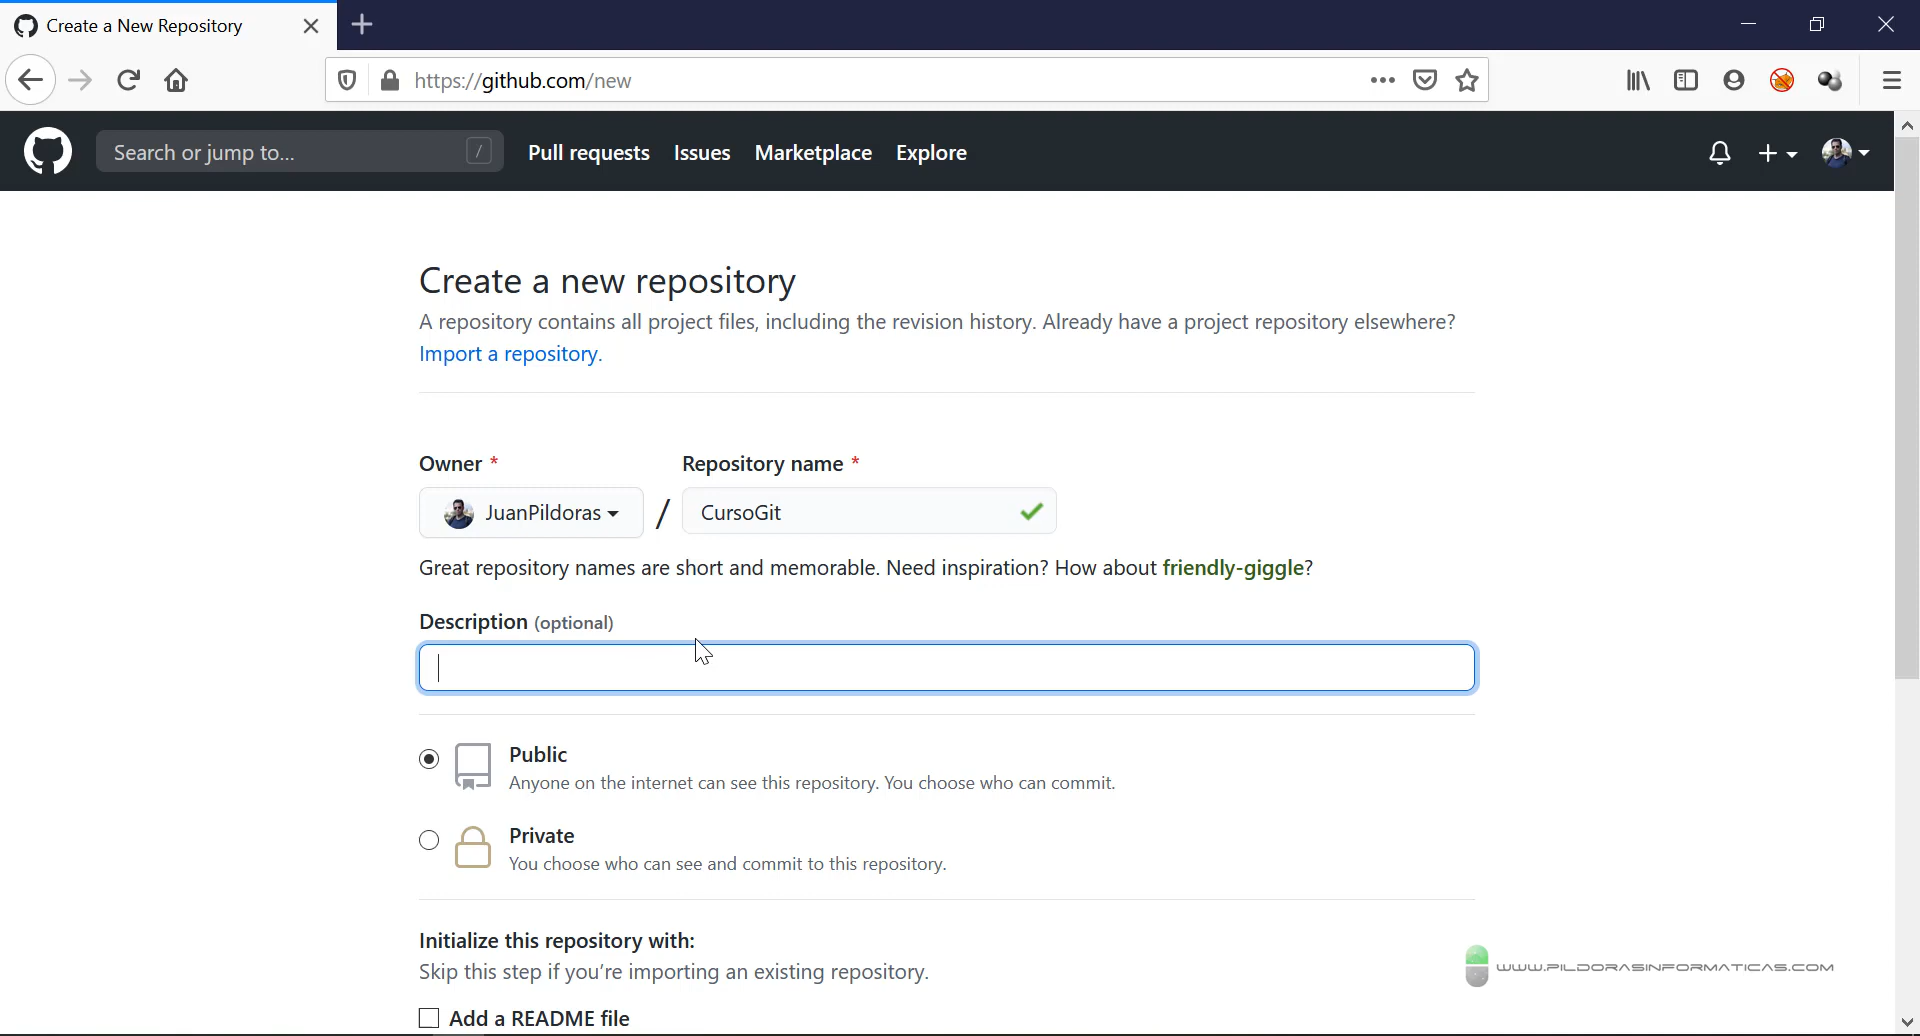 Create a New Repository
https://github.com/new
Search or jump to...
/
Pull requests
Issues
Marketplace
Explore
Create a new repository
A repository contains all project files, including the revision history. Already have a project repository elsewhere?
Import a repository.
Owner *
Repository name *
JuanPildoras
/
CursoGit
Great repository names are short and memorable. Need inspiration? How about friendly-giggle?
Description (optional)
Public
Anyone on the internet can see this repository. You choose who can commit.
Private
You choose who can see and commit to this repository.
Initialize this repository with:
Skip this step if you're importing an existing repository.
WWW.PILDORASINFORMATICAS.COM
Add a README file